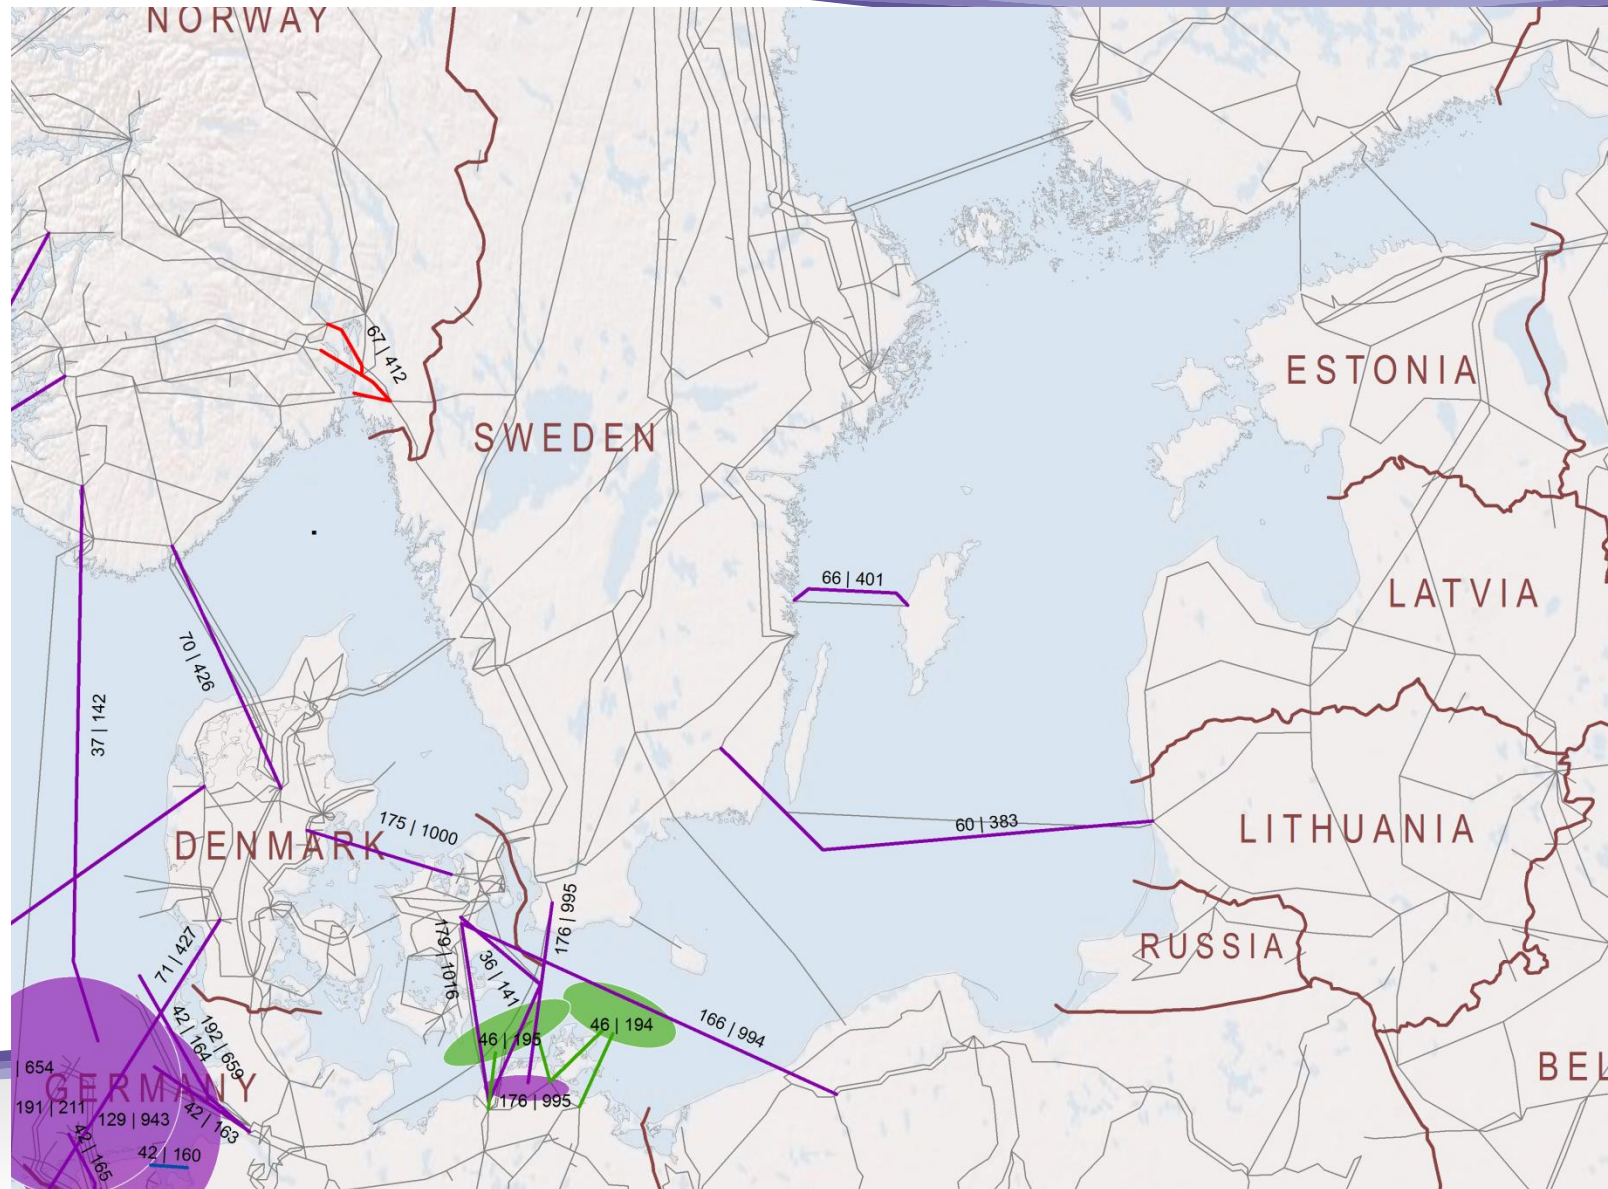 NORWAY
67 | 412
ESTONIA
SWEDEN
66 | 401
LATVIA
70 | 426
37 | 142
175 | 1000
60 | 383
DENMARK
LITHUANIA
176 | 995
71 | 427
179 | 1016
36 | 141
RUSSIA
42 | 164
192 | 659
46 | 195
46 | 194
166 | 994
| 654
GERMANY
BEL
191 | 211
129 | 943
42 | 163
176 | 995
42 | 165
42 | 160